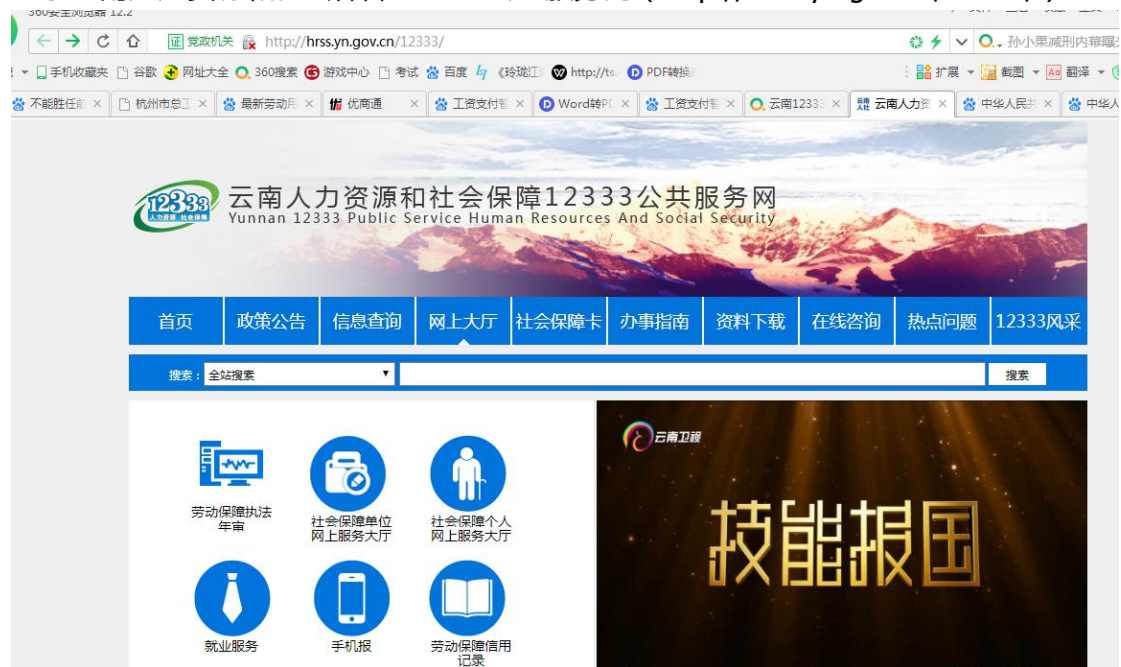 360安全浏览器 12.2
证 党政机关 http://hrss.yn.gov.cn/12333/ 孙小果减刑内幕曝
手机收藏夹 谷歌 网址大全 360搜索 游戏中心 考试 百度 《玲珑江 http://ts. PDF转换 扩展 截图 翻译
不能胜任 杭州市总工 最新劳动用 优商通 工资支付 Word转P 工资支付 云南1233 云南人力资 中华人民共 中华人
12333
人力资源 社会保障
云南人力资源和社会保障12333公共服务网
Yunnan 12333 Public Service Human Resources And Social Security
首页 政策公告 信息查询 网上大厅 社会保障卡 办事指南 资料下载 在线咨询 热点问题 12333风采
搜索: 全站搜索 搜索
云南卫视
技能报国
劳动保障执法
年审
社会保障单位
网上服务大厅
社会保障个人
网上服务大厅
就业服务
手机报
劳动保障信用
记录